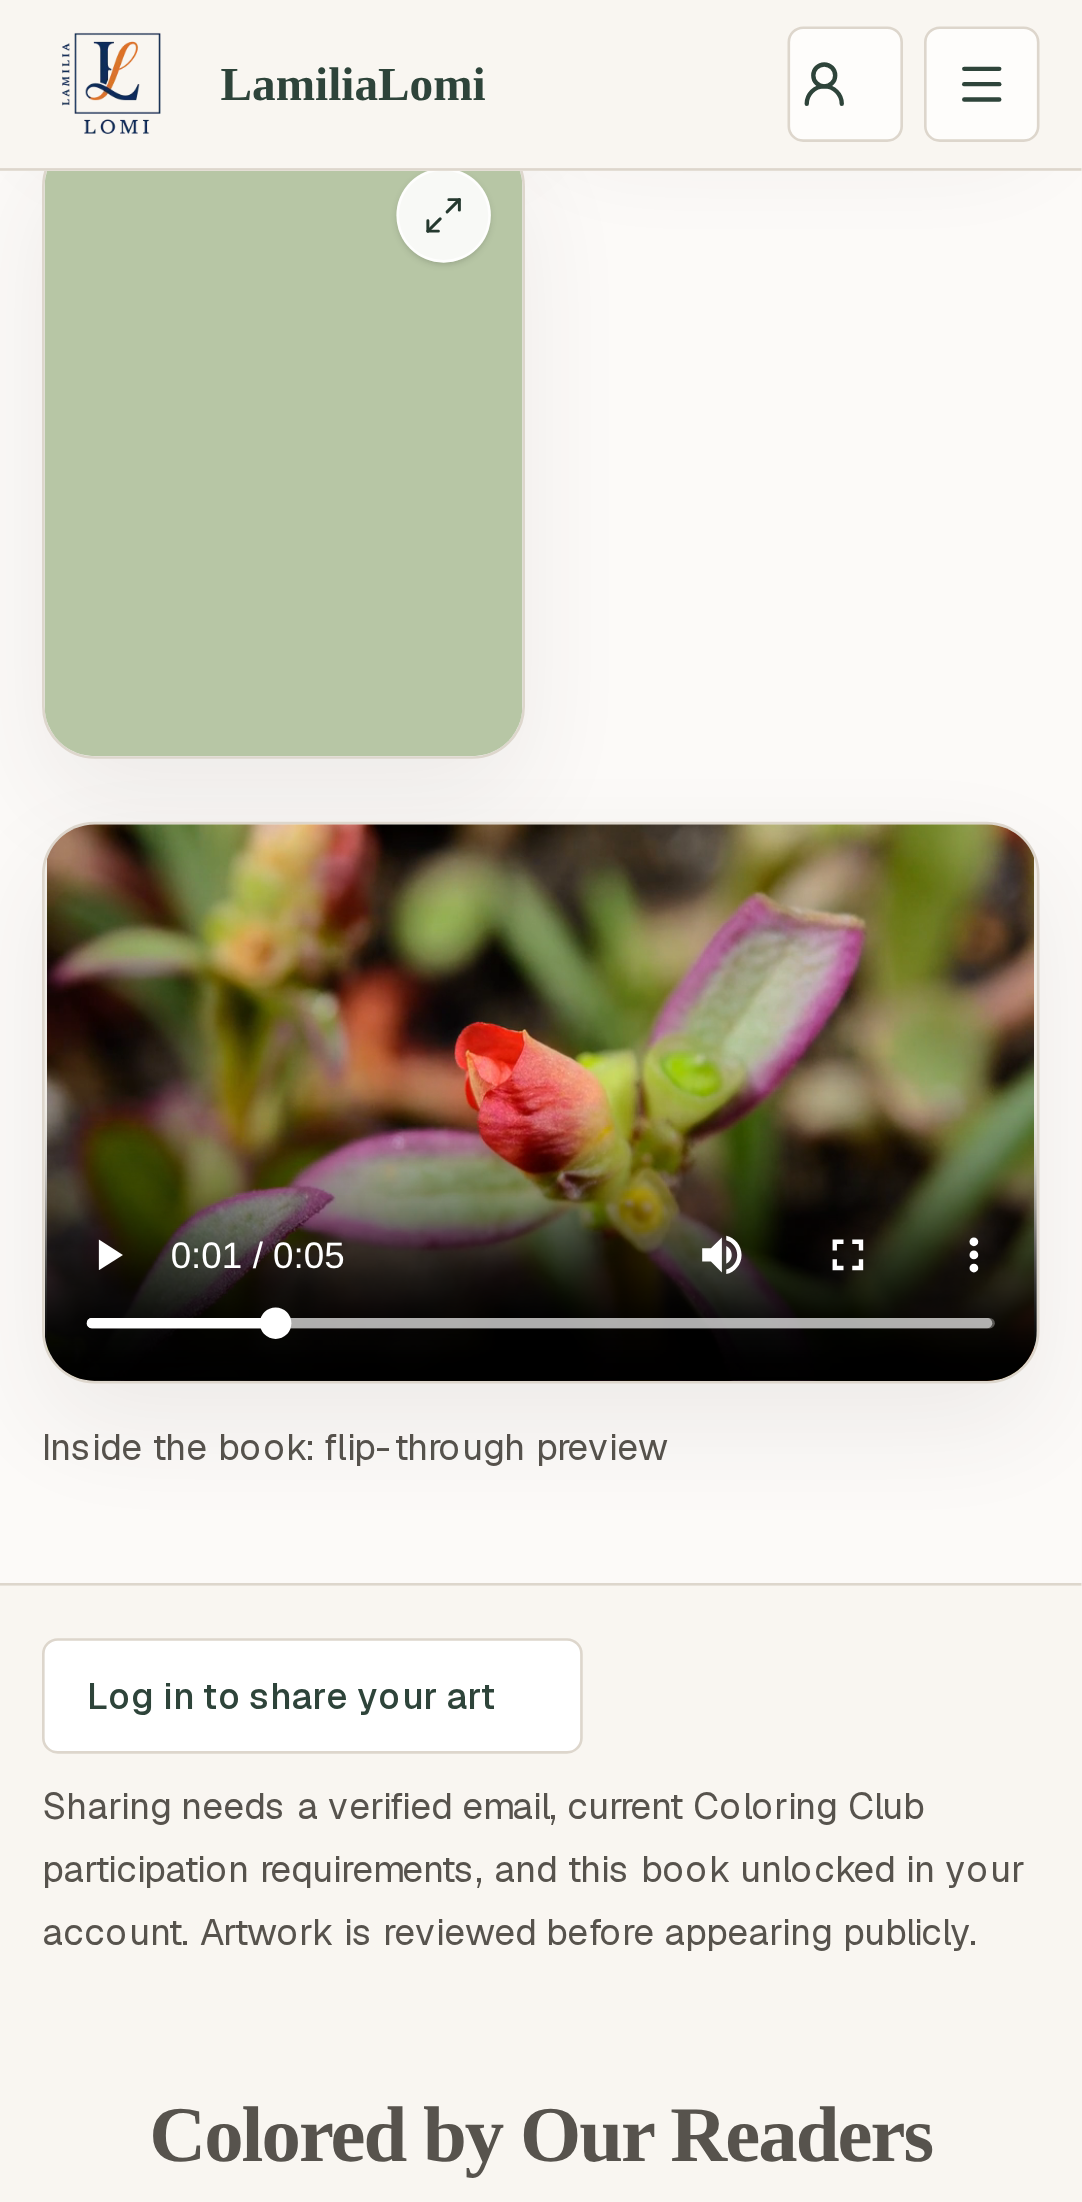 LAMILIA
L
LOMI
LamiliaLomi
0:01 / 0:05
Inside the book: flip-through preview
Log in to share your art
Sharing needs a verified email, current Coloring Club
participation requirements, and this book unlocked in your
account. Artwork is reviewed before appearing publicly.
Colored by Our Readers